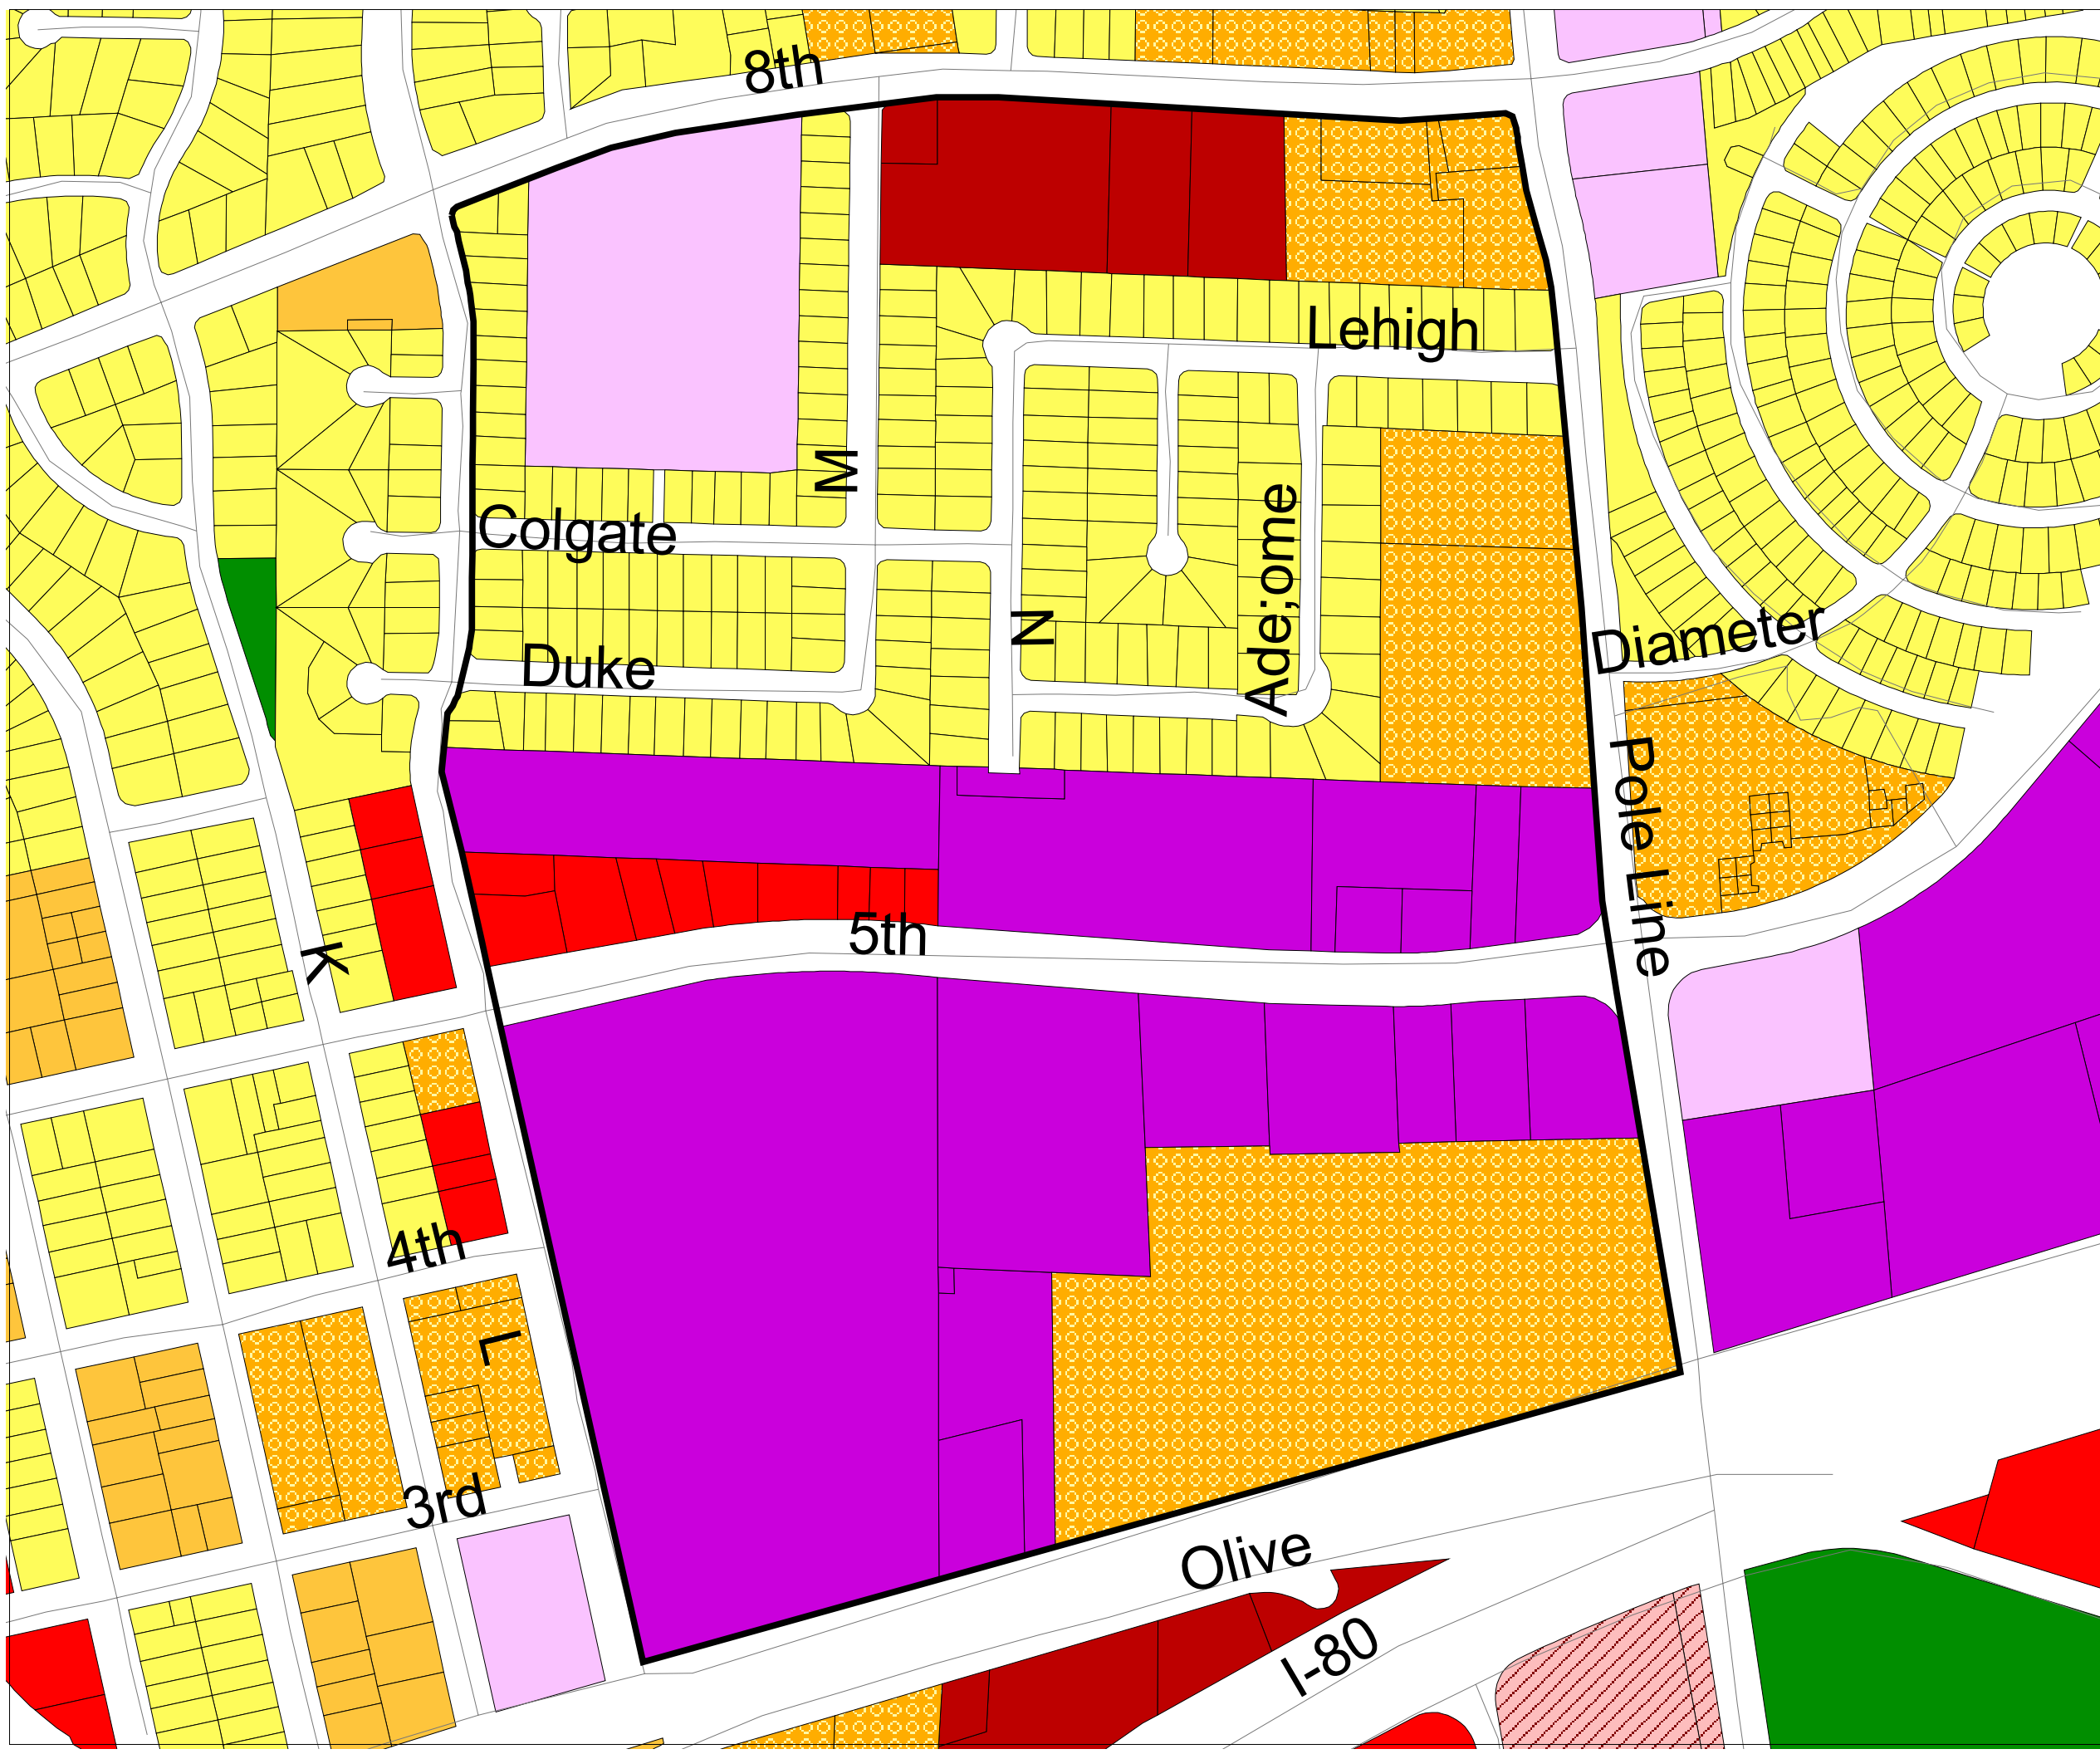 8th
Lehigh
M
Colgate
Ade;ome
N
Duke
Diameter
Pole Line
5th
K
4th
L
3rd
Olive
I-80